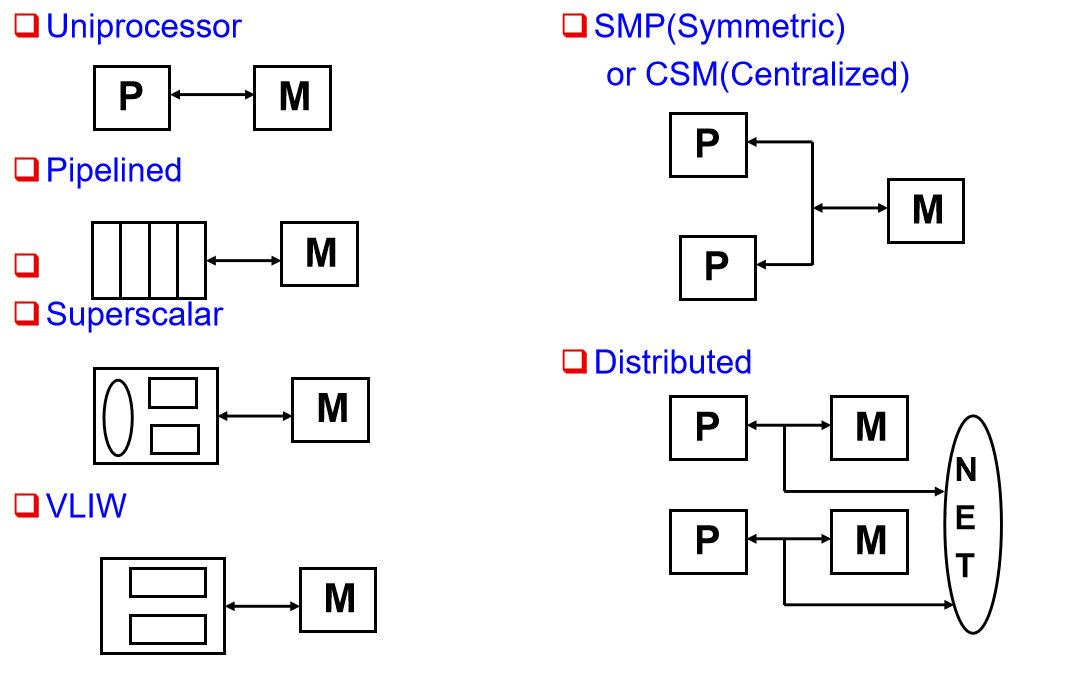 Uniprocessor
P M
Pipelined
M
Superscalar
M
VLIW
M
SMP(Symmetric)
or CSM(Centralized)
P
M
P
Distributed
P M
P M
N
E
T